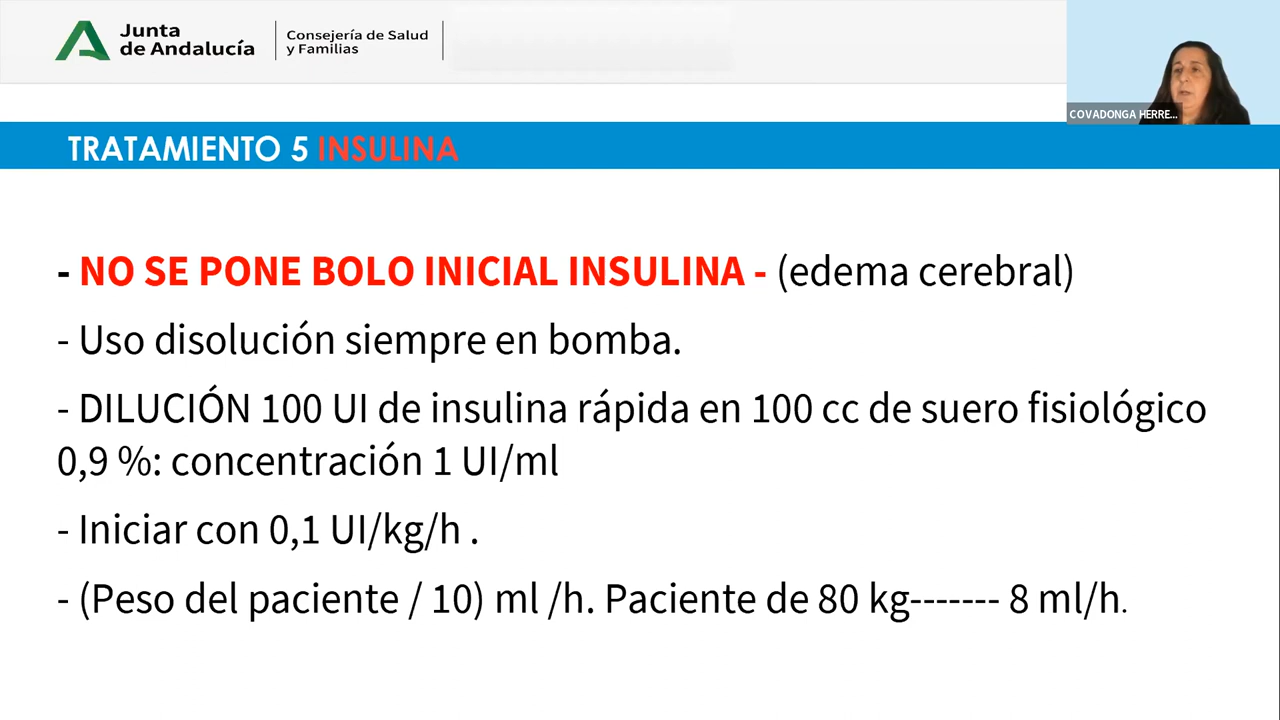 Junta
de Andalucía
Consejería de Salud
y Familias
COVADONGA HERRE...
TRATAMIENTO 5 INSULINA
- NO SE PONE BOLO INICIAL INSULINA - (edema cerebral)
- Uso disolución siempre en bomba.
- DILUCIÓN 100 UI de insulina rápida en 100 cc de suero fisiológico
0,9 %: concentración 1 UI/ml
- Iniciar con 0,1 UI/kg/h .
- (Peso del paciente / 10) ml /h. Paciente de 80 kg------- 8 ml/h.